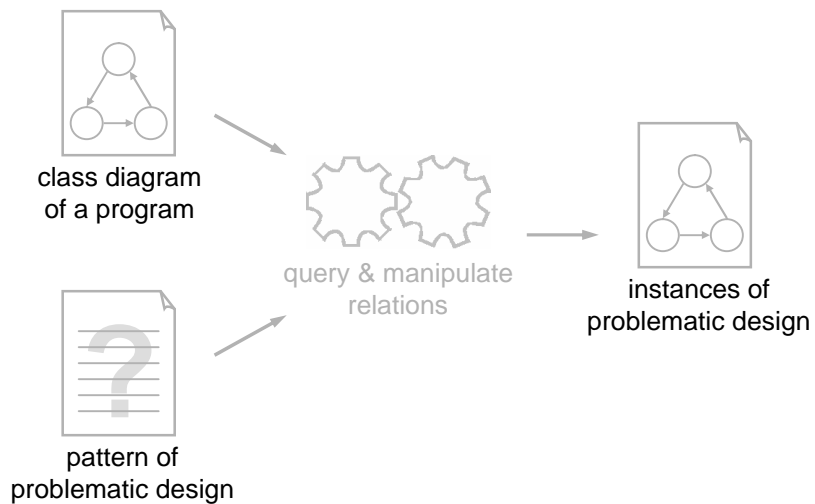 class diagram
of a program
query & manipulate
relations
instances of
problematic design
?
pattern of
problematic design